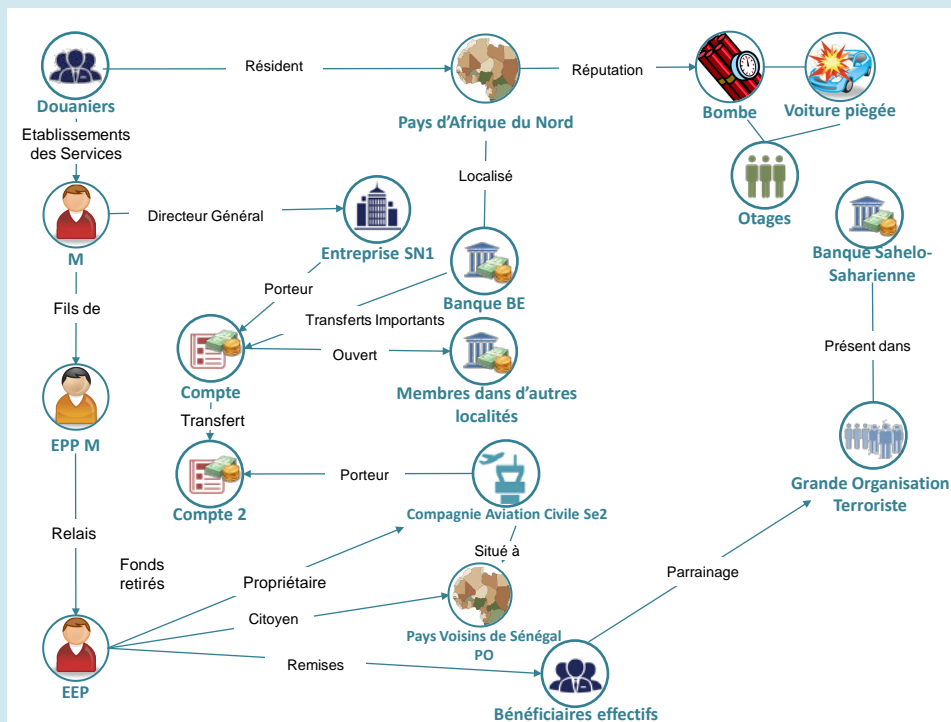 Résident
Réputation
Douaniers
Pays d'Afrique du Nord
Bombe
Voiture piègée
Etablissements
des Services
Localisé
Directeur Général
Otages
M
Entreprise SN1
Banque Sahelo-
Saharienne
Porteur
Banque BE
Fils de
Transferts Importants
Ouvert
Présent dans
Compte
Membres dans d'autres
localités
Transfert
EPP M
Porteur
Grande Organisation
Terroriste
Compte 2
Compagnie Aviation Civile Se2
Relais
Situé à
Fonds
retirés
Propriétaire
Parrainage
Citoyen
Pays Voisins de Sénégal
PO
Remises
EEP
Bénéficiaires effectifs